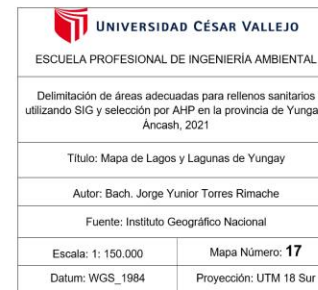 UNIVERSIDAD CÉSAR VALLEJO
ESCUELA PROFESIONAL DE INGENIERÍA AMBIENTAL
Delimitación de áreas adecuadas para rellenos sanitarios
utilizando SIG y selección por AHP en la provincia de Yunga
Áncash, 2021
Título: Mapa de Lagos y Lagunas de Yungay
Autor: Bach. Jorge Yunior Torres Rimache
Fuente: Instituto Geográfico Nacional
Escala: 1: 150.000 Mapa Número: 17
Datum: WGS_1984 Proyección: UTM 18 Sur